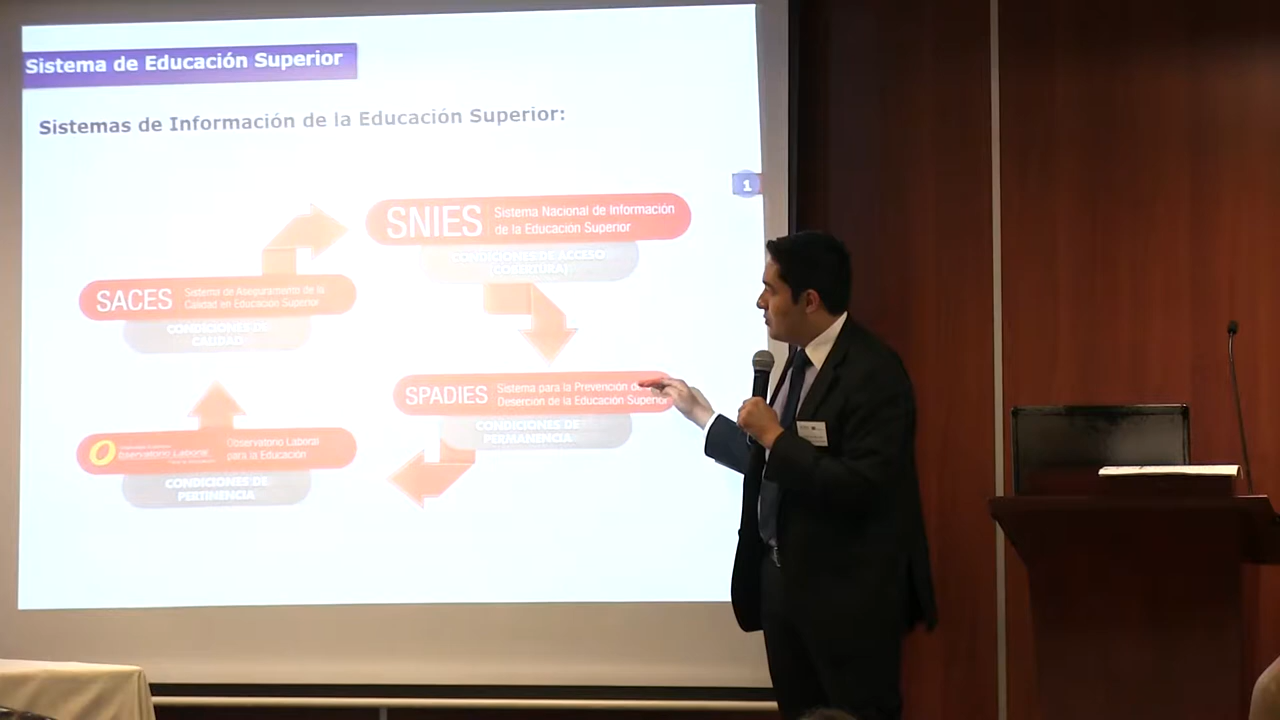 Sistema de Educación Superior
Sistemas de Información de la Educación Superior:
1
SNIES
Sistema Nacional de Información
de la Educación Superior
CONDICIONES DE ACCESO
(COBERTURA)
SACES
Sistema de Aseguramiento de la
Calidad en Educación Superior
CONDICIONES DE
CALIDAD
SPADIES
Sistema para la Prevención de
Deserción de la Educación Superior
CONDICIONES DE
PERMANENCIA
Observatorio Laboral
Observatorio Laboral
para la Educación
CONDICIONES DE
PERTINENCIA